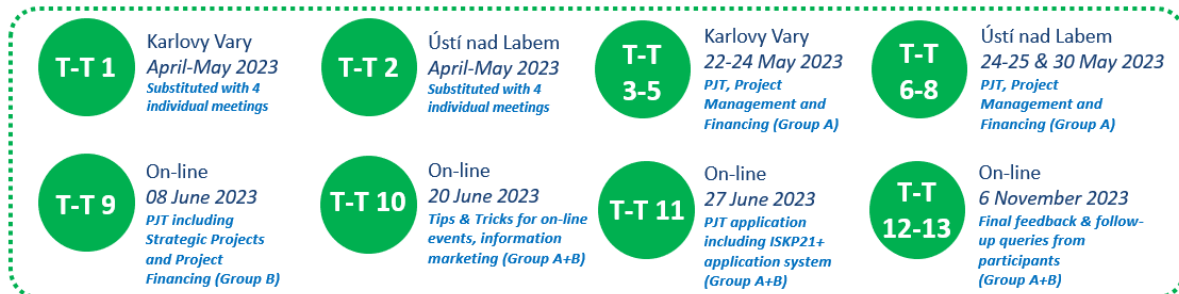 T-T 1
Karlovy Vary
April-May 2023
Substituted with 4
individual meetings
T-T 2
Ústí nad Labem
April-May 2023
Substituted with 4
individual meetings
T-T
3-5
Karlovy Vary
22-24 May 2023
PJT, Project
Management and
Financing (Group A)
T-T
6-8
Ústí nad Labem
24-25 & 30 May 2023
PJT, Project
Management and
Financing (Group A)
T-T 9
On-line
08 June 2023
PJT including
Strategic Projects
and Project
Financing (Group B)
T-T 10
On-line
20 June 2023
Tips & Tricks for on-line
events, information
marketing (Group A+B)
T-T 11
On-line
27 June 2023
PJT application
including ISKP21+
application system
(Group A+B)
T-T
12-13
On-line
6 November 2023
Final feedback & follow-
up queries from
participants
(Group A+B)